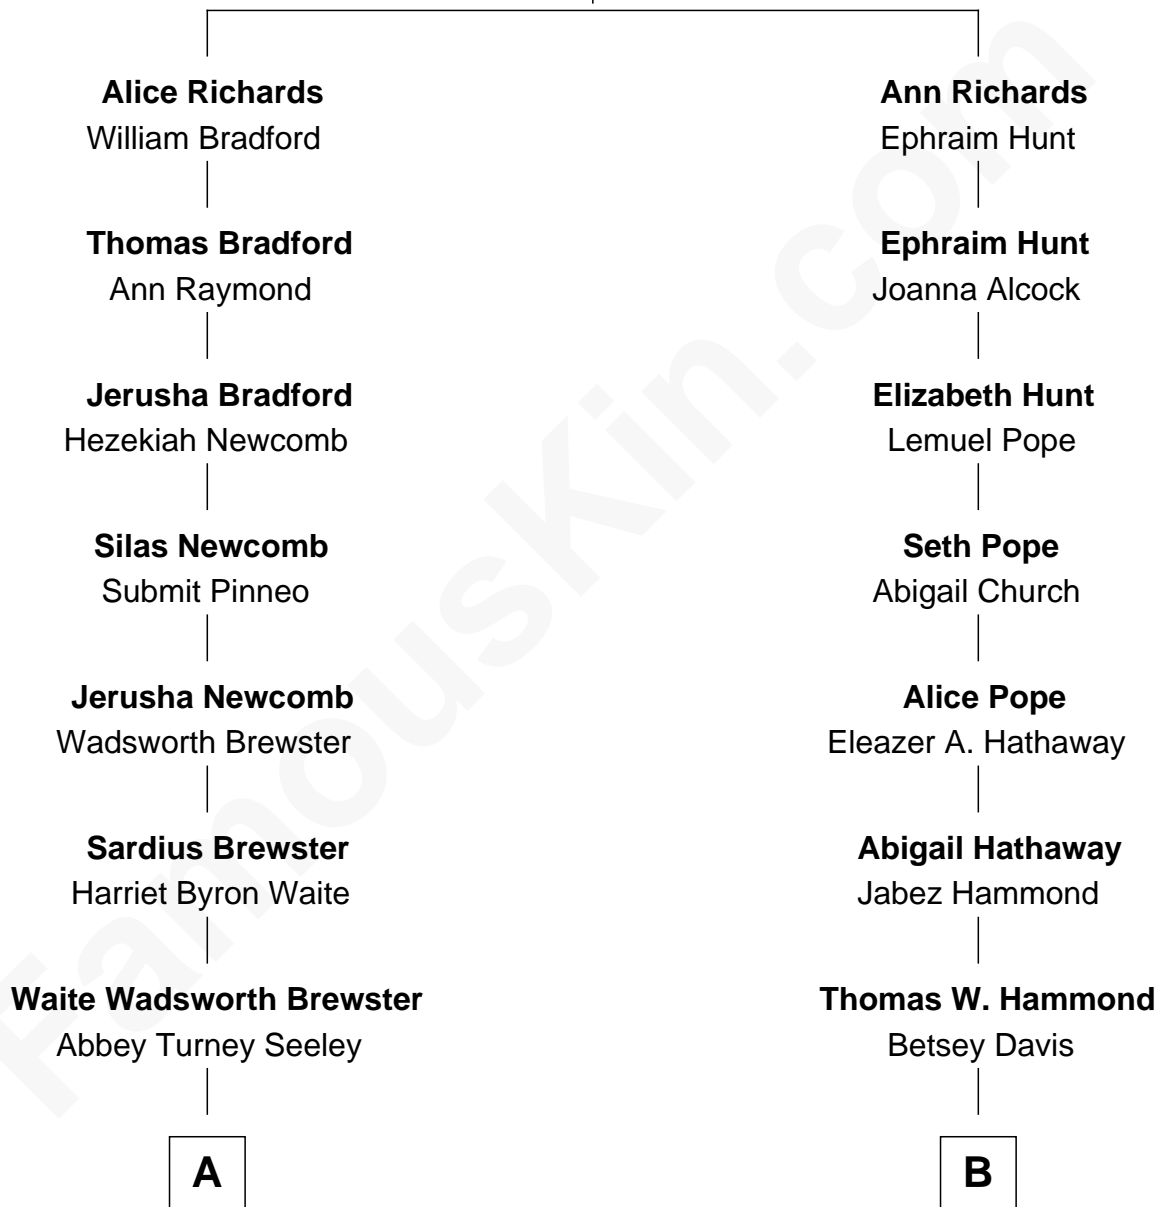 Alice Richards
William Bradford
Thomas Bradford
Ann Raymond
Jerusha Bradford
Hezekiah Newcomb
Silas Newcomb
Submit Pinneo
Jerusha Newcomb
Wadsworth Brewster
Sardius Brewster
Harriet Byron Waite
Waite Wadsworth Brewster
Abbey Turney Seeley
A
Ann Richards
Ephraim Hunt
Ephraim Hunt
Joanna Alcock
Elizabeth Hunt
Lemuel Pope
Seth Pope
Abigail Church
Alice Pope
Eleazer A. Hathaway
Abigail Hathaway
Jabez Hammond
Thomas W. Hammond
Betsey Davis
B
FamousKin.com